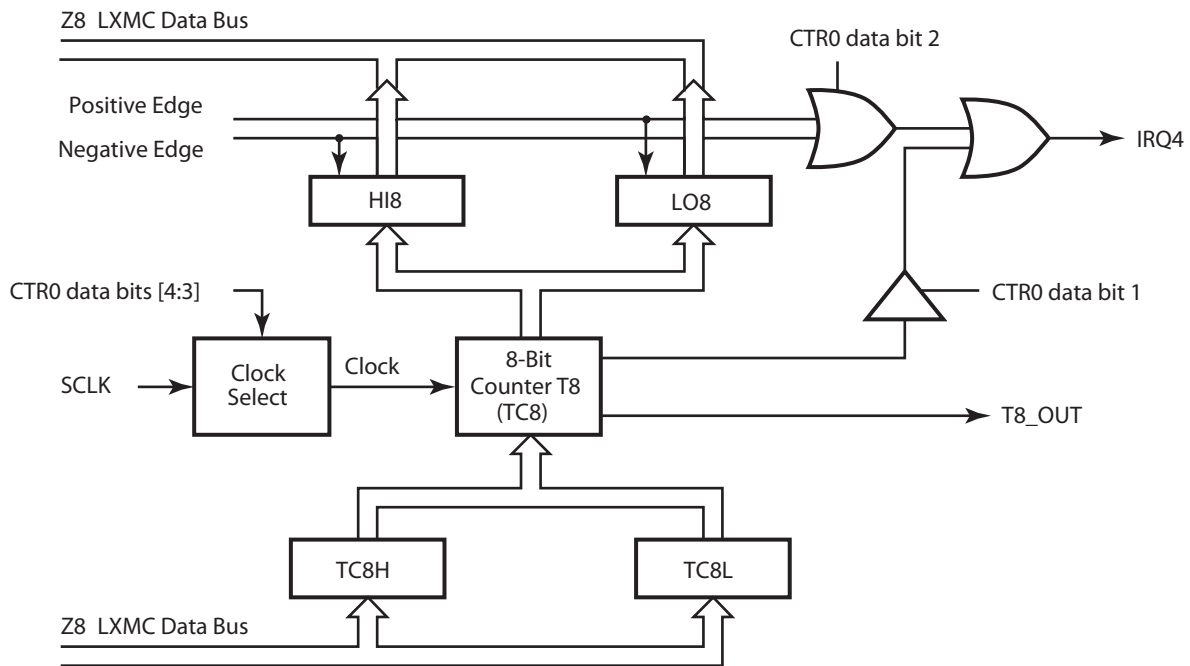 Z8 LXMC Data Bus
CTR0 data bit 2
Positive Edge
Negative Edge
IRQ4
HI8
LO8
CTR0 data bits [4:3]
CTR0 data bit 1
SCLK
Clock
Select
Clock
8-Bit
Counter T8
(TC8)
T8_OUT
TC8H
TC8L
Z8 LXMC Data Bus